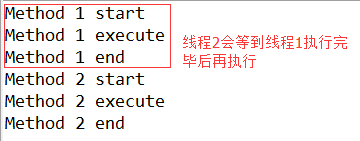 Method 1 start
Method 1 execute
Method 1 end
Method 2 start
Method 2 execute
Method 2 end
线程2会等到线程1执行完
毕后再执行